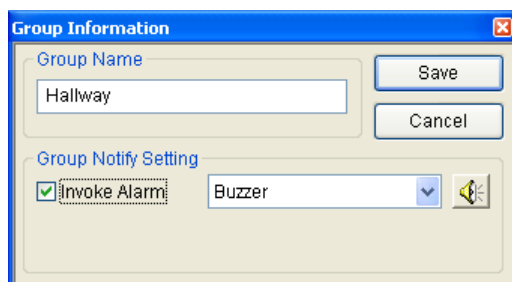 Group Information
Group Name
Hallway
Save
Cancel
Group Notify Setting
Invoke Alarm
Buzzer